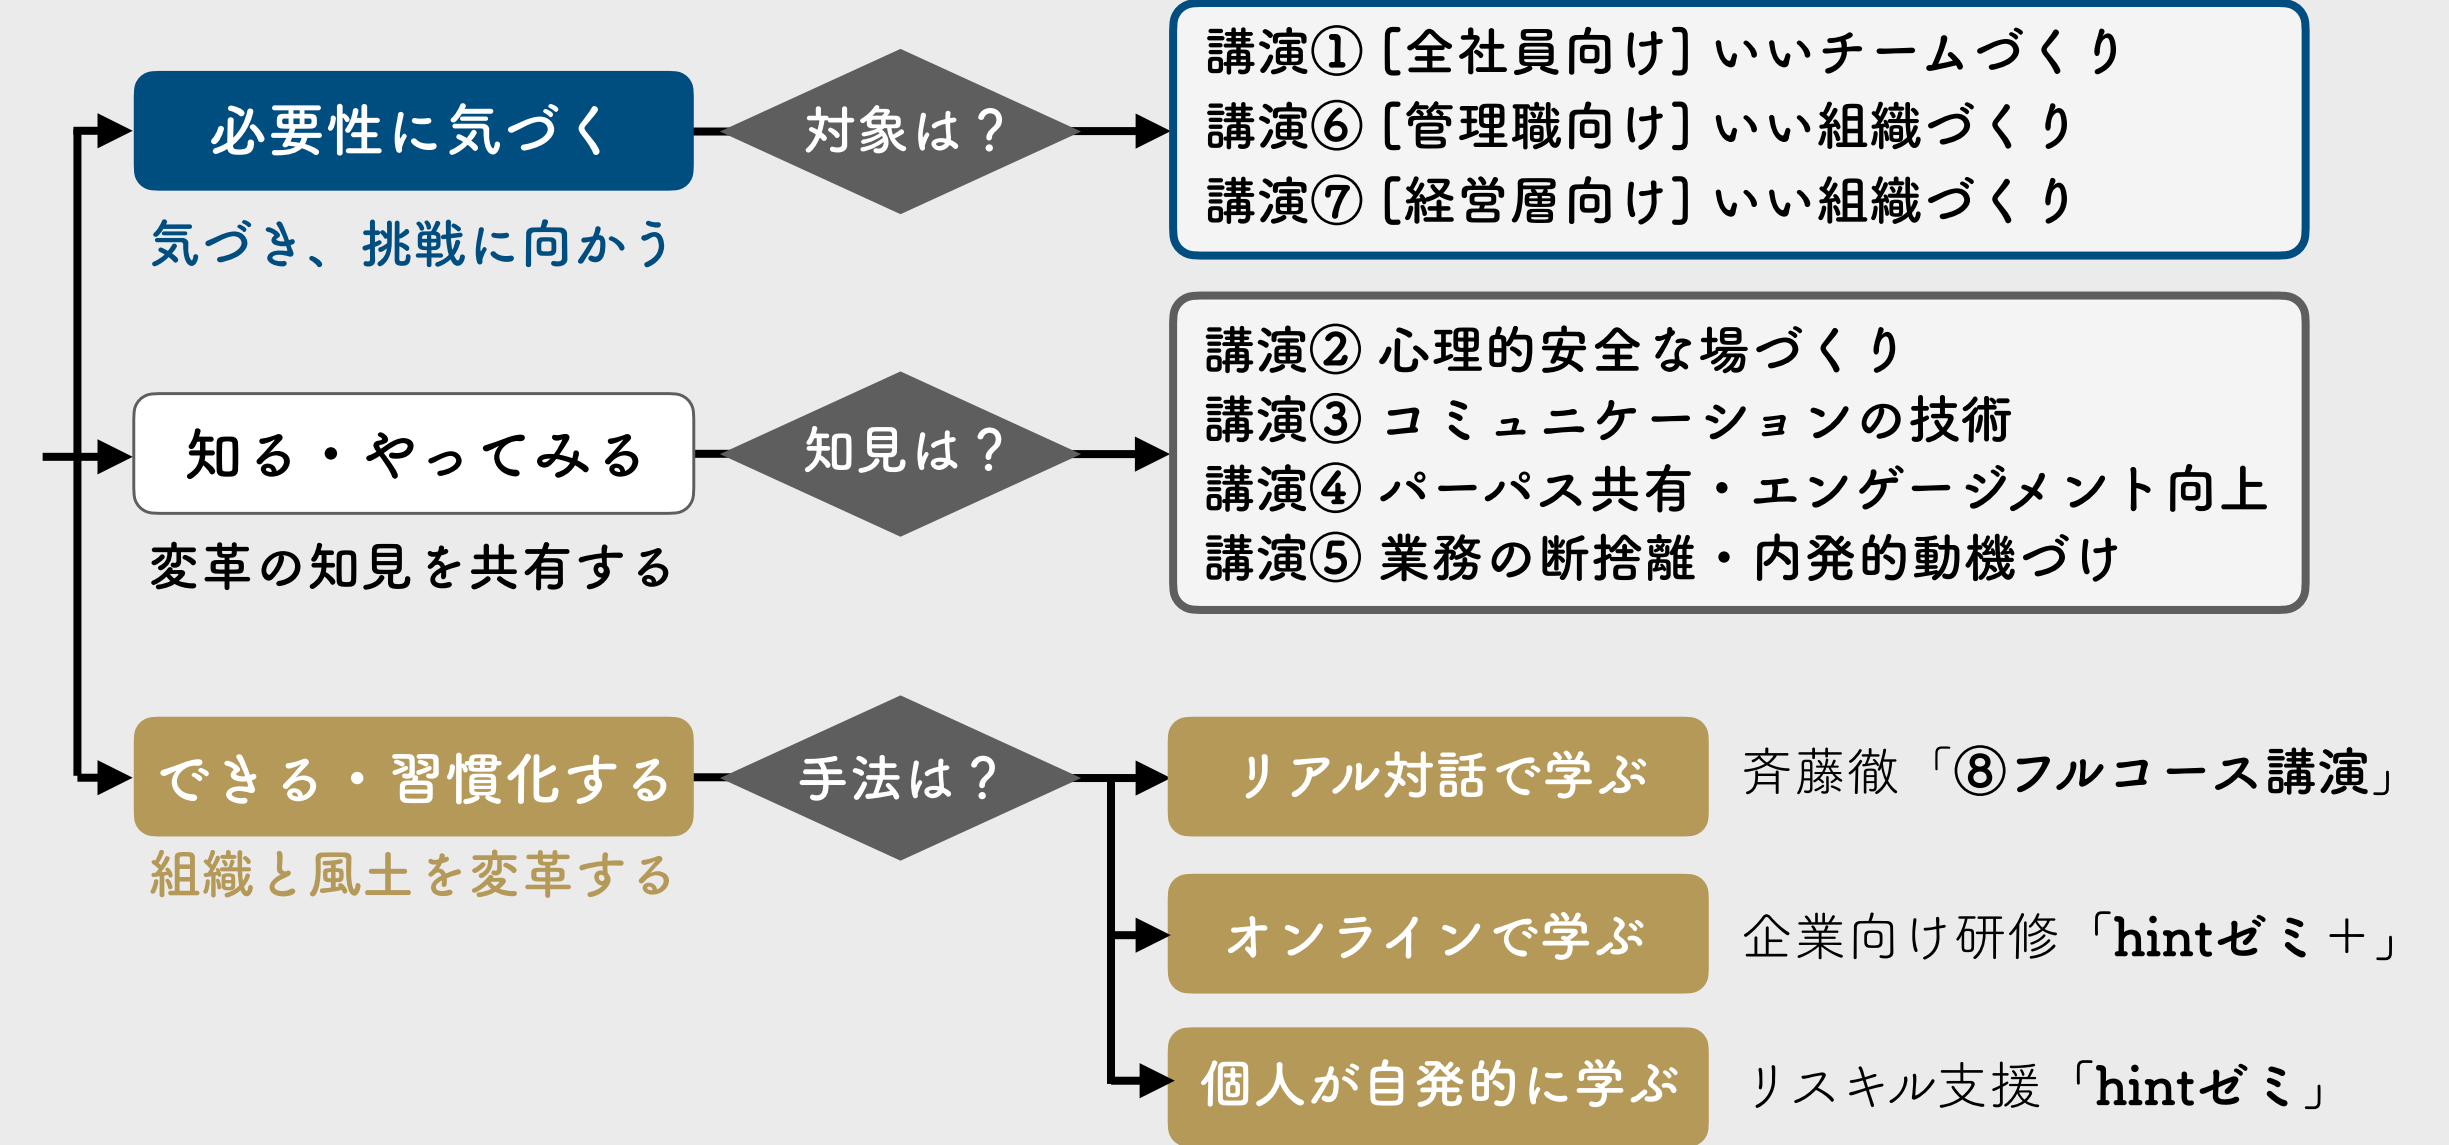 必要性に気づく
気づき、挑戦に向かう
対象は？
講演① [全社員向け] いいチームづくり
講演⑥ [管理職向け] いい組織づくり
講演⑦ [経営層向け] いい組織づくり
知る・やってみる
変革の知見を共有する
知見は？
講演② 心理的安全な場づくり
講演③ コミュニケーションの技術
講演④ パーパス共有・エンゲージメント向上
講演⑤ 業務の断捨離・内発的動機づけ
できる・習慣化する
組織と風土を変革する
手法は？
リアル対話で学ぶ
斉藤徹「⑧フルコース講演」
オンラインで学ぶ
企業向け研修「hintゼミ＋」
個人が自発的に学ぶ
リスキル支援「hintゼミ」